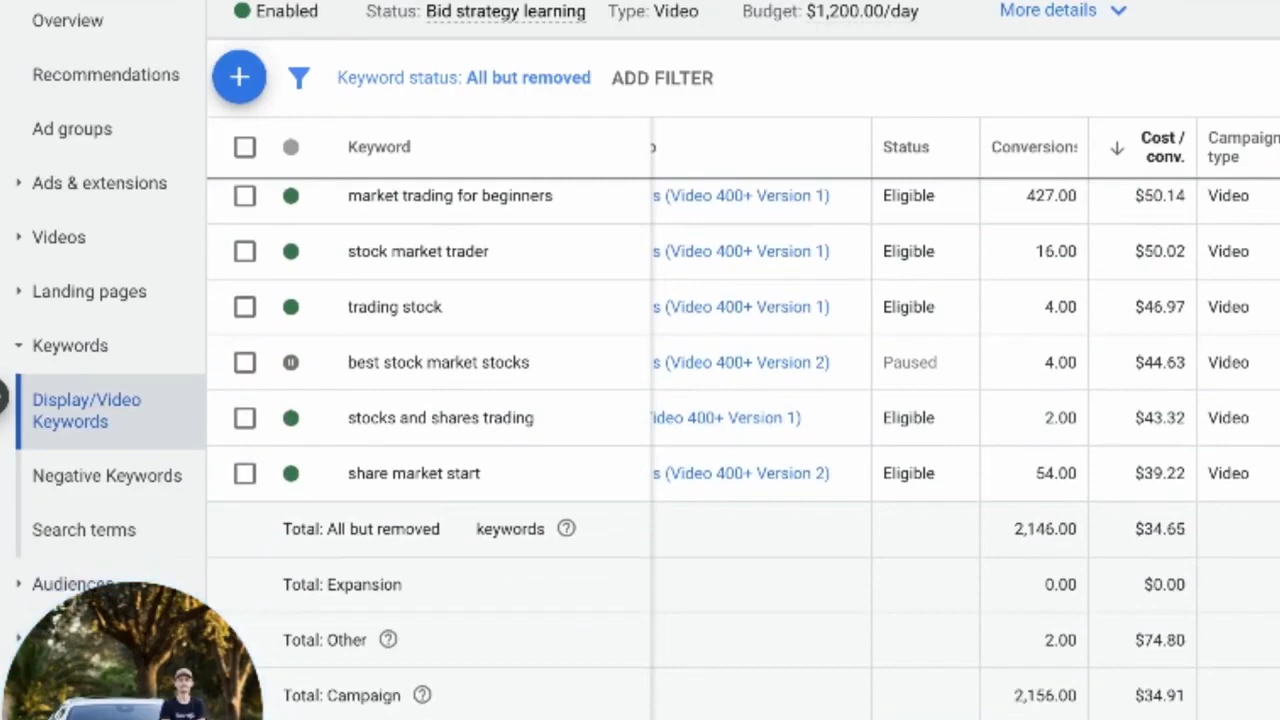 Overview
Recommendations
Ad groups
Ads & extensions
Videos
Landing pages
Keywords
Display/Video
Keywords
Negative Keywords
Search terms
Audiences
Enabled Status: Bid strategy learning Type: Video Budget: $1,200.00/day More details
Keyword status: All but removed ADD FILTER
Keyword Status Conversions Cost / conv. Campaign type
market trading for beginners s (Video 400+ Version 1) Eligible 427.00 $50.14 Video
stock market trader s (Video 400+ Version 1) Eligible 16.00 $50.02 Video
trading stock s (Video 400+ Version 1) Eligible 4.00 $46.97 Video
best stock market stocks s (Video 400+ Version 2) Paused 4.00 $44.63 Video
stocks and shares trading ideo 400+ Version 1) Eligible 2.00 $43.32 Video
share market start s (Video 400+ Version 2) Eligible 54.00 $39.22 Video
Total: All but removed keywords 2,146.00 $34.65
Total: Expansion 0.00 $0.00
Total: Other 2.00 $74.80
Total: Campaign 2,156.00 $34.91